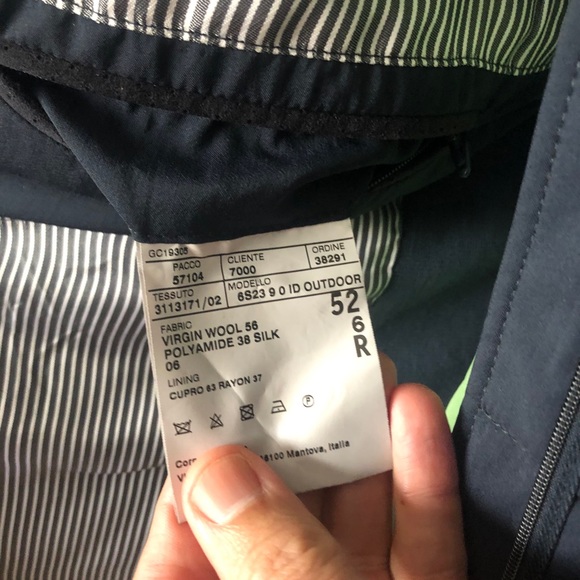 GC19305
PACCO CLIENTE ORDINE
57104 7000 38291
TESSUTO MODELLO
3113171/02 6S23 9 0 ID OUTDOOR
FABRIC 52
VIRGIN WOOL 56 6
POLYAMIDE 38 SILK R
06
LINING
CUPRO 63 RAYON 37
P
Mantova, Italia